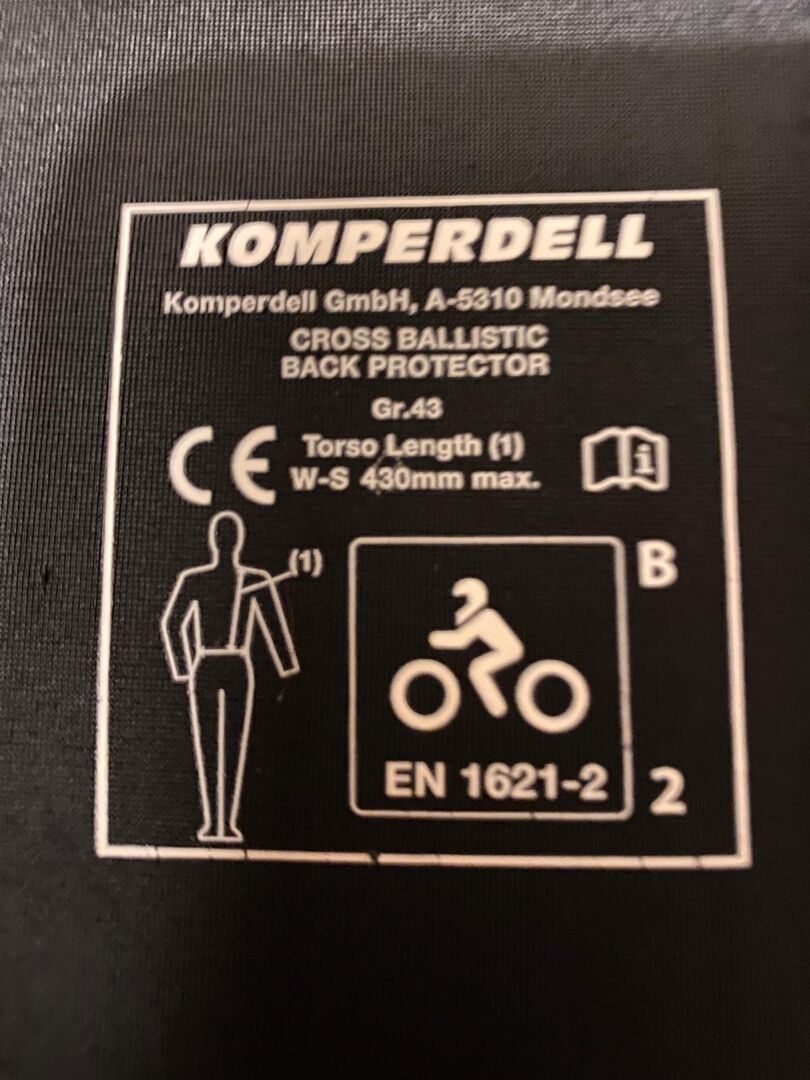 KOMPERDELL
Komperdell GmbH, A-5310 Mondsee
CROSS BALLISTIC
BACK PROTECTOR
Gr.43
CE
Torso Length (1)
W-S 430mm max.
i
(1)
B
EN 1621-2
2